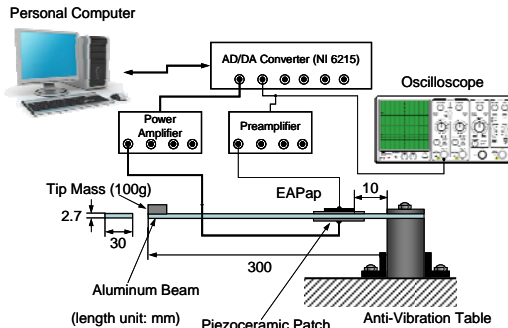 Personal Computer
AD/DA Converter (NI 6215)
Oscilloscope
Power
Amplifier
Preamplifier
Tip Mass (100g)
EAPap
10
2.7
30
300
Aluminum Beam
(length unit: mm)
Piezoceramic Patch
Anti-Vibration Table